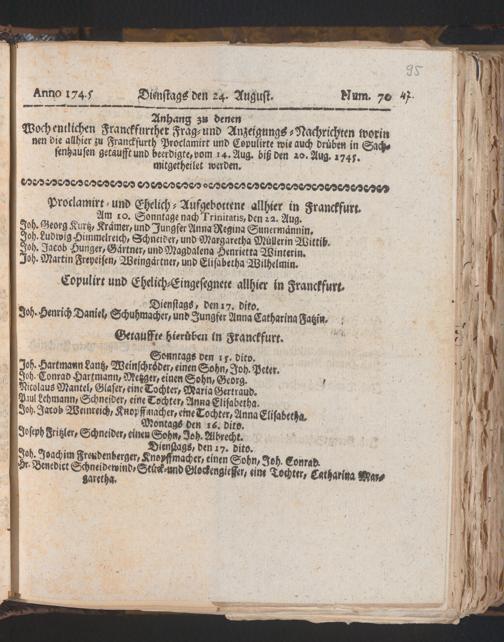 95
Anno 1745 Dienstags den 24. August. Num. 70 47.
Anhang zu denen
Wochentlichen Franckfurther Frag- und Anzeigungs-Nachrichten worin
nen die allhier zu Franckfurth Proclamirt und Copulirte wie auch drüben in Sach-
senhausen getaufft und beerdigte, vom 14. Aug. biß den 20. Aug. 1745.
mitgetheilet werden.
Proclamirt- und Ehelich-Aufgebottene allhier in Franckfurt.
Am 10. Sonntage nach Trinitatis, den 22. Aug.
Joh. Georg Kurtz, Krämer, und Jungfer Anna Regina Sunermännin.
Joh. Ludwig Himmelreich, Schneider, und Margaretha Müllerin Wittib.
Joh. Jacob Hunger, Gärtner, und Magdalena Henrietta Winterin.
Joh. Martin Freyeisen, Weingärtner, und Elisabetha Wilhelmin.
Copulirt und Ehelich-Eingesegnete allhier in Franckfurt.
Dienstags, den 17. dito.
Joh. Henrich Daniel, Schuhmacher, und Jungfer Anna Catharina Fatzin.
Getauffte hierüben in Franckfurt.
Sonntags den 15. dito.
Joh. Hartmann Lantz, Weinschröder, einen Sohn, Joh. Peter.
Joh. Conrad Hartmann, Metzger, einen Sohn, Georg.
Nicolaus Mantel, Glaser, eine Tochter, Maria Gertraud.
Paul Lehmann, Schneider, eine Tochter, Anna Elisabetha.
Joh. Jacob Wenreich, Knopffmacher, eine Tochter, Anna Elisabetha.
Montags den 16. dito.
Joseph Fritzler, Schneider, einen Sohn, Joh. Albrecht.
Dienstags, den 17. dito.
Joh. Joachim Freudenberger, Knopffmacher, einen Sohn, Joh. Conrad.
Hr. Benedict Schneidewind, Stück- und Glockengiesser, eine Tochter, Catharina Mar-
garetha.